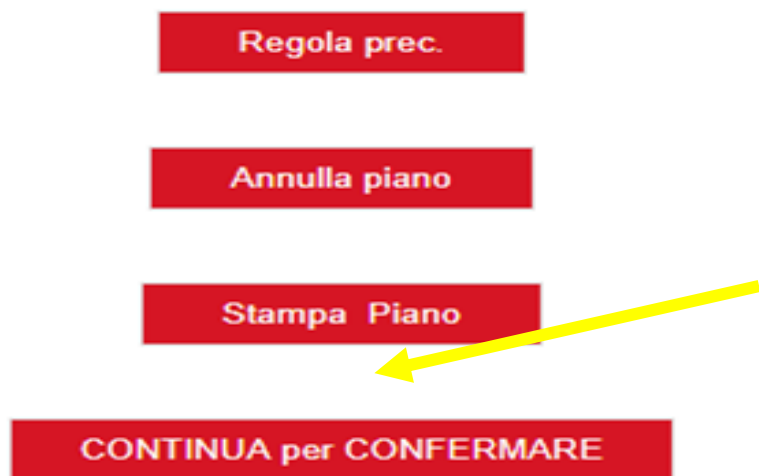 Regola prec.
Annulla piano
Stampa Piano
CONTINUA per CONFERMARE